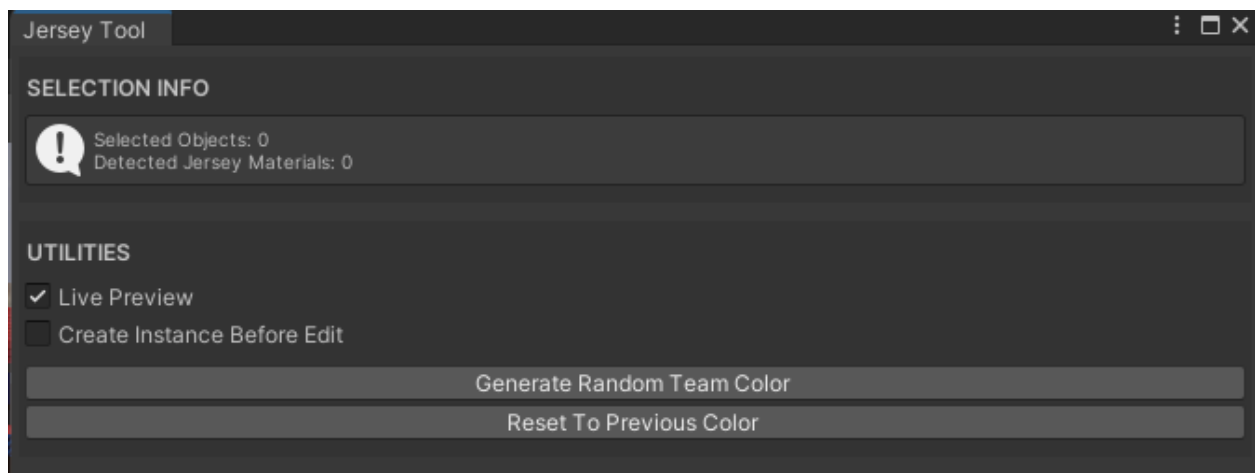 Jersey Tool
SELECTION INFO
Selected Objects: 0
Detected Jersey Materials: 0
UTILITIES
Live Preview
Create Instance Before Edit
Generate Random Team Color
Reset To Previous Color